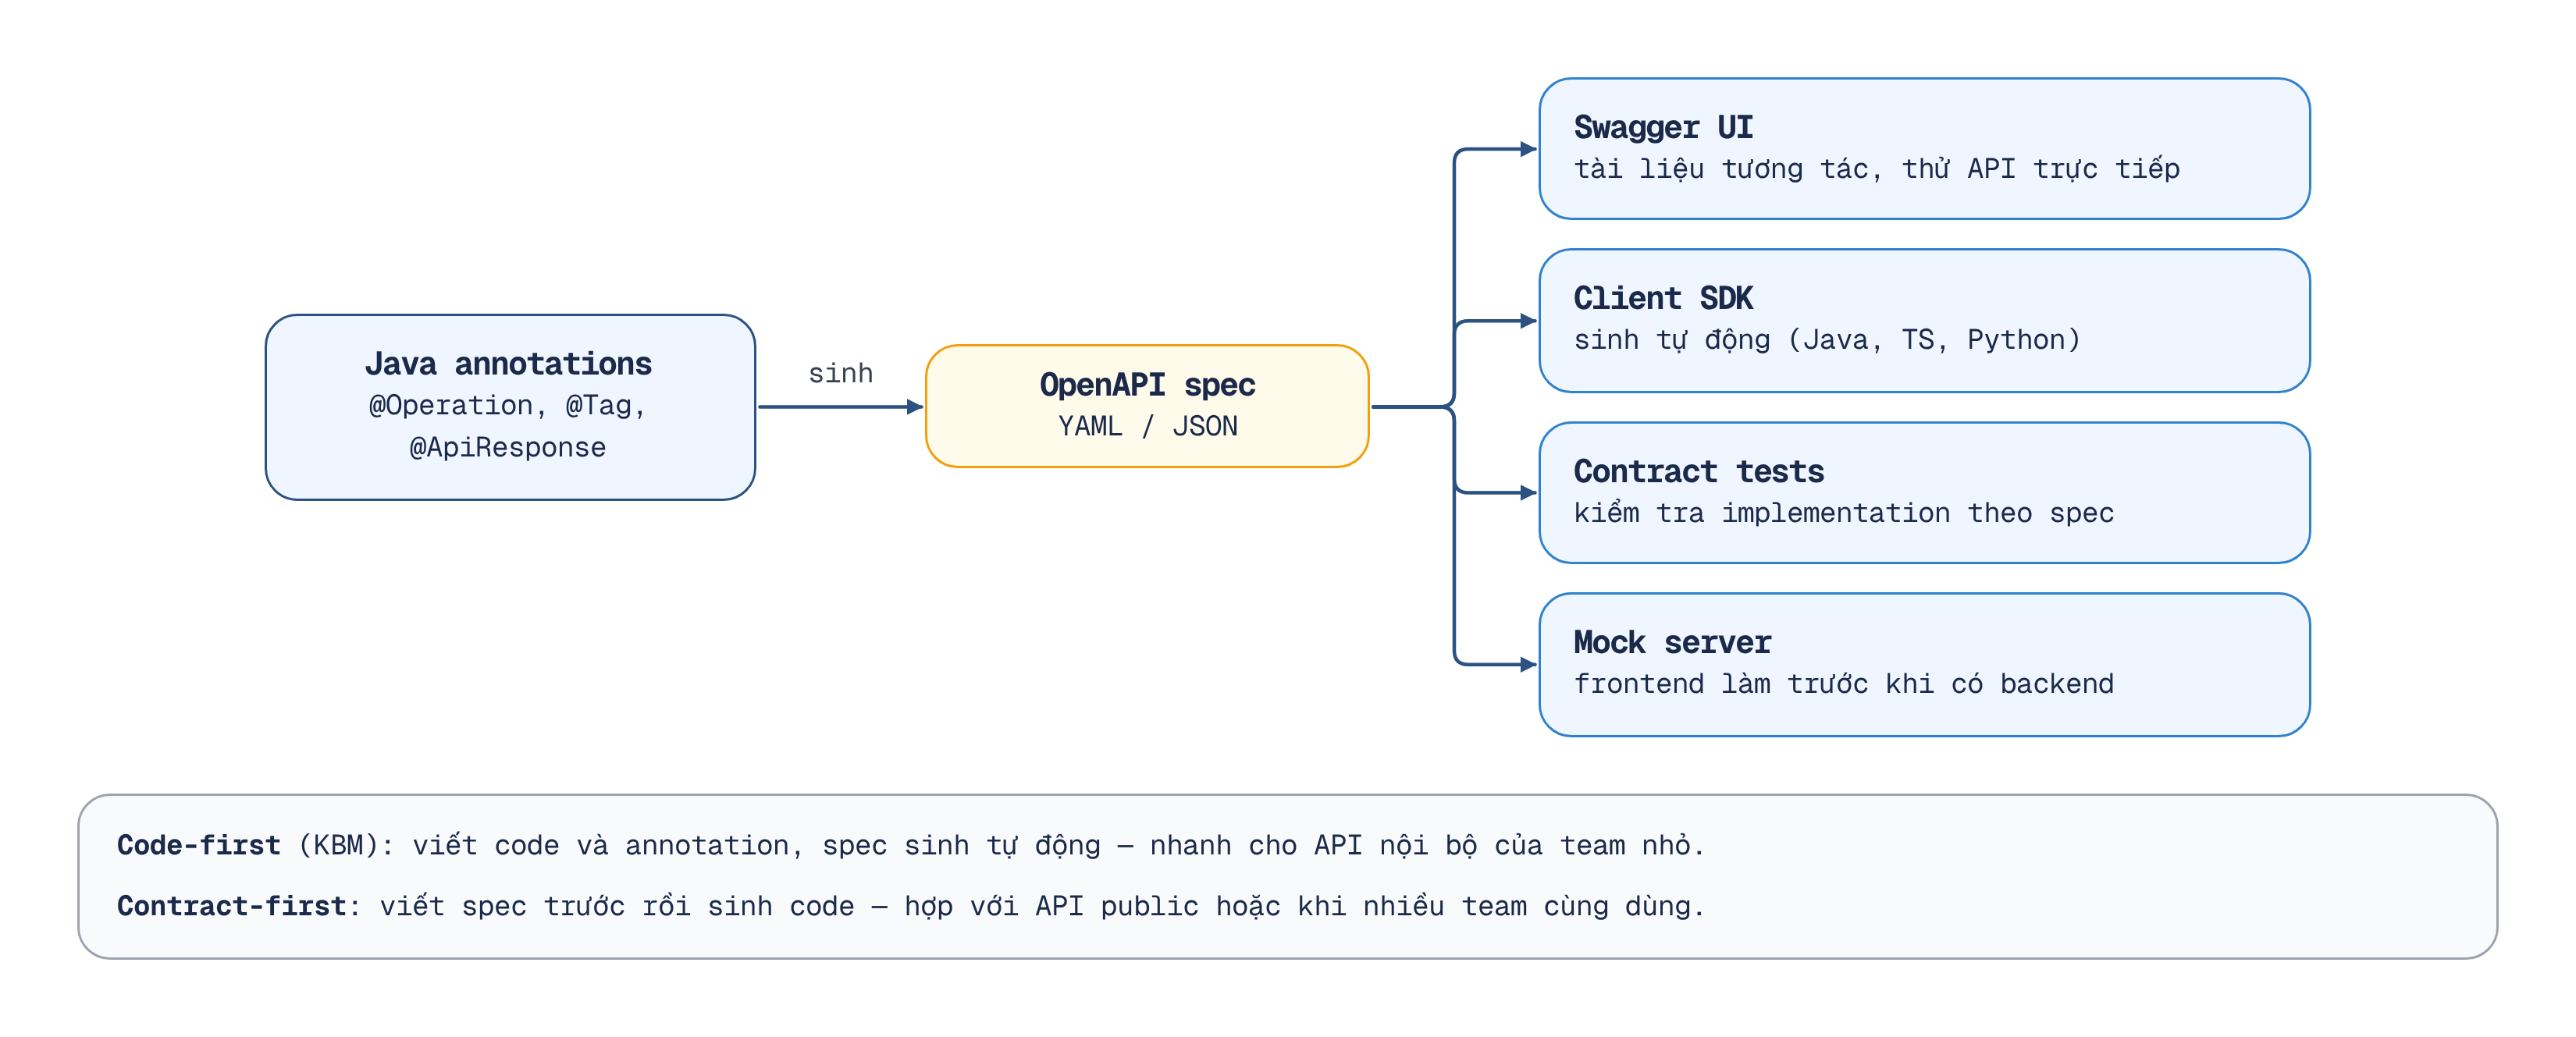 Java annotations
@Operation, @Tag,
@ApiResponse
sinh
OpenAPI spec
YAML / JSON
Swagger UI
tài liệu tương tác, thử API trực tiếp
Client SDK
sinh tự động (Java, TS, Python)
Contract tests
kiểm tra implementation theo spec
Mock server
frontend làm trước khi có backend
Code-first (KBM): viết code và annotation, spec sinh tự động — nhanh cho API nội bộ của team nhỏ.
Contract-first: viết spec trước rồi sinh code — hợp với API public hoặc khi nhiều team cùng dùng.